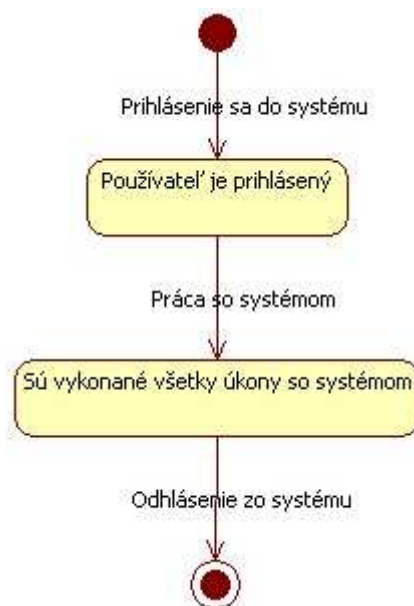 Prihlásenie sa do systému
Používateľ je prihlásený
Práca so systémom
Sú vykonané všetky úkony so systémom
Odhlásenie zo systému